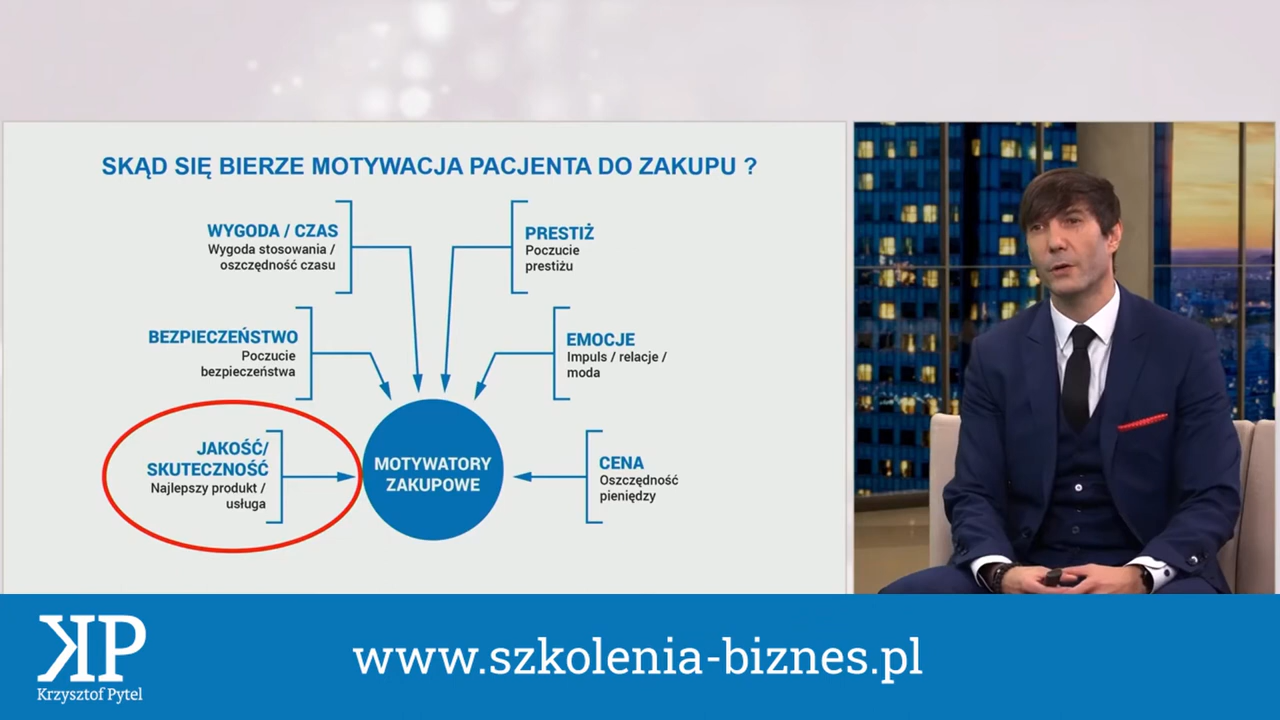 SKĄD SIĘ BIERZE MOTYWACJA PACJENTA DO ZAKUPU ?
WYGODA / CZAS
Wygoda stosowania /
oszczędność czasu
PRESTIŻ
Poczucie
prestiżu
BEZPIECZEŃSTWO
Poczucie
bezpieczeństwa
EMOCJE
Impuls / relacje /
moda
JAKOŚĆ/
SKUTECZNOŚĆ
Najlepszy produkt /
usługa
MOTYWATORY
ZAKUPOWE
CENA
Oszczędność
pieniędzy
KP
Krzysztof Pytel
www.szkolenia-biznes.pl